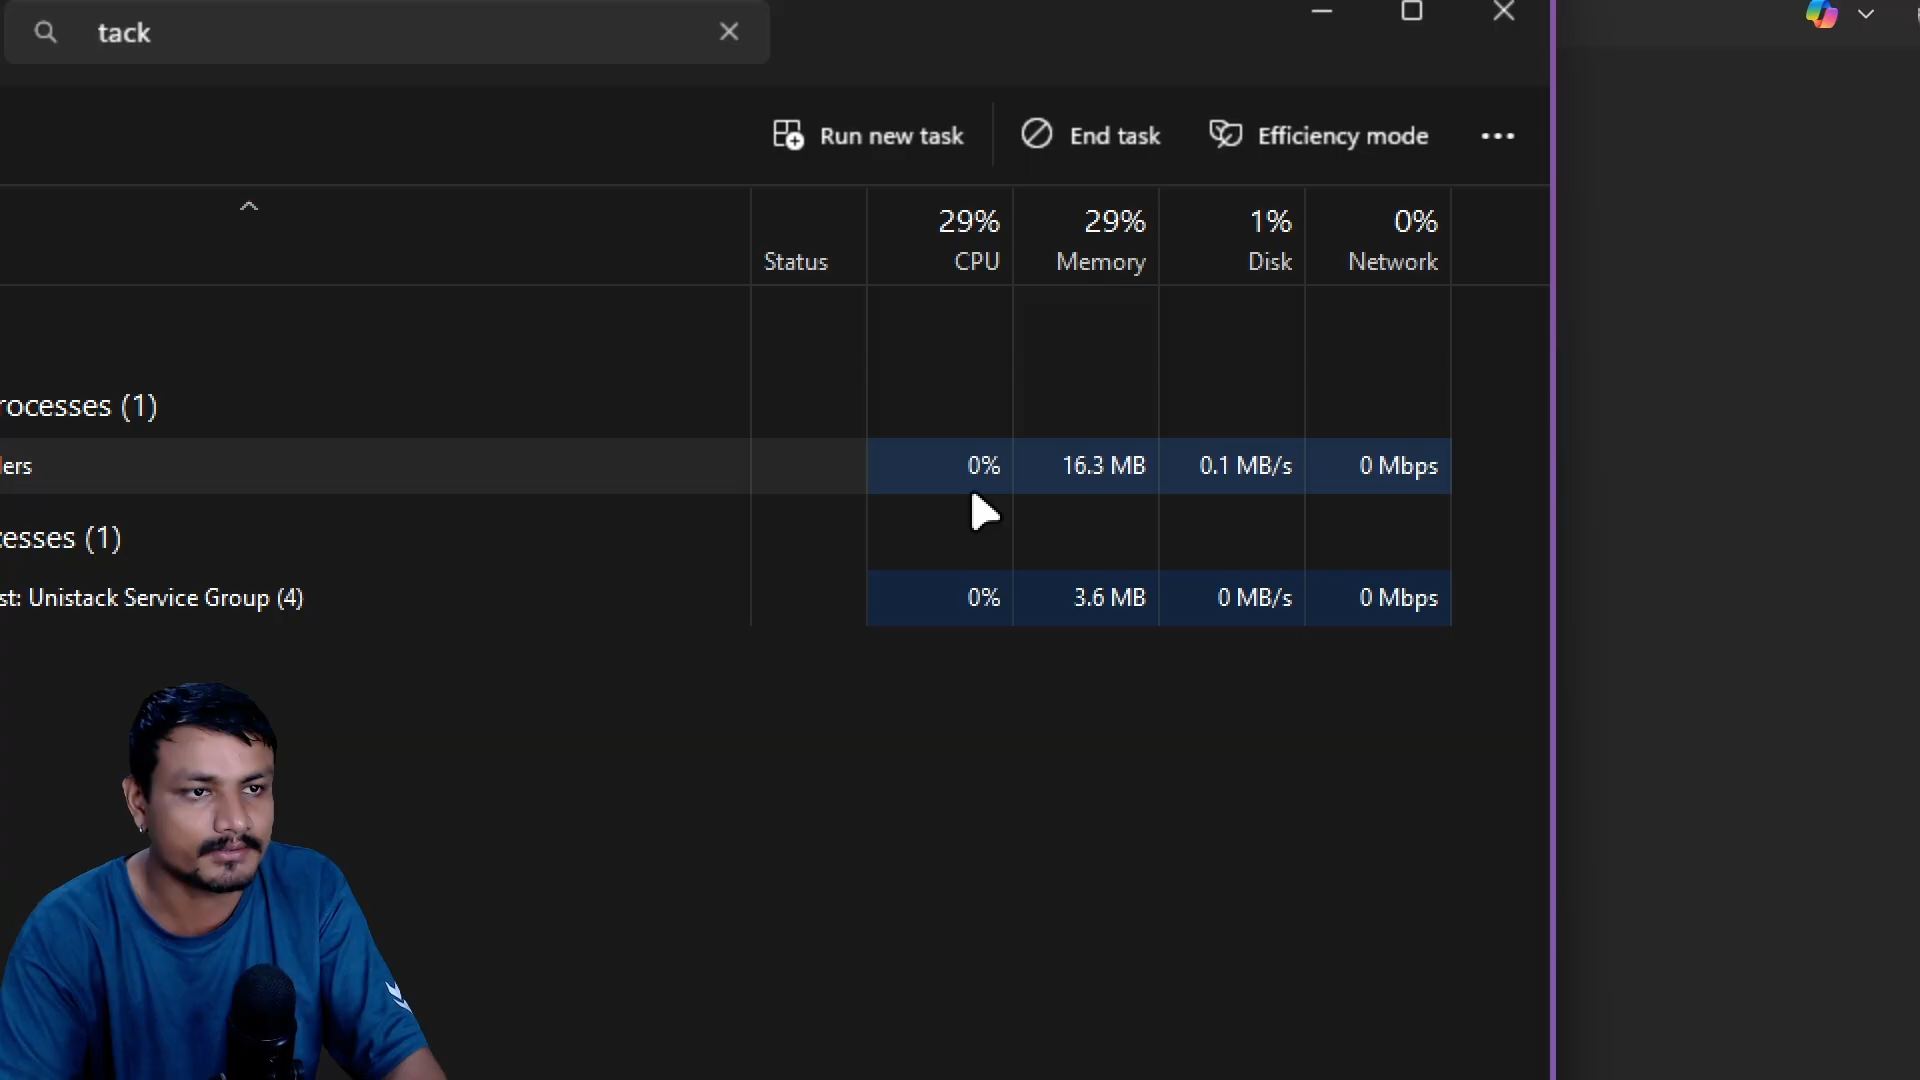 tack
Run new task
End task
Efficiency mode
29%
29%
1%
0%
Status
CPU
Memory
Disk
Network
rocesses (1)
ers
0%
16.3 MB
0.1 MB/s
0 Mbps
cesses (1)
st: Unistack Service Group (4)
0%
3.6 MB
0 MB/s
0 Mbps